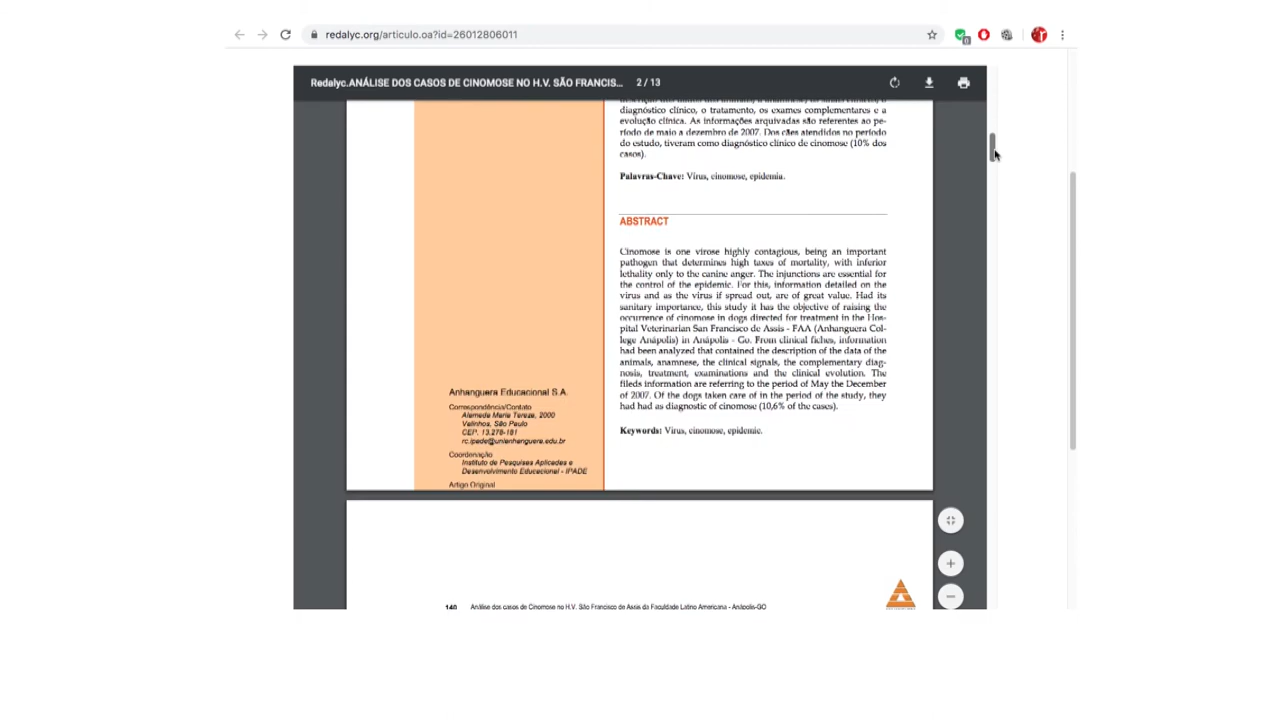 redalyc.org/articulo.oa?id=26012806011
Redalyc.ANÁLISE DOS CASOS DE CINOMOSE NO H.V. SÃO FRANCIS... 2 / 13
diagnóstico clínico, o tratamento, os exames complementares e a
evolução clínica. As informações arquivadas são referentes ao pe-
ríodo de maio a dezembro de 2007. Dos cães atendidos no período
do estudo, tiveram como diagnóstico clínico de cinomose (10% dos
casos).
Palavras-Chave: Vírus, cinomose, epidemia.
ABSTRACT
Cinomose is one virose highly contagious, being an important
pathogen that determines high taxes of mortality, with inferior
lethality only to the canine anger. The injunctions are essential for
the control of the epidemic. For this, information detailed on the
virus and as the virus if spread out, are of great value. Had its
sanitary importance, this study it has the objective of raising the
occurrence of cinomose in dogs directed for treatment in the Hos-
pital Veterinarian San Francisco de Assis - FAA (Anhanguera Col-
lege Anápolis) in Anápolis - Go. From clinical fiches, information
had been analyzed that contained the description of the data of the
animals, anamnese, the clinical signals, the complementary diag-
nosis, treatment, examinations and the clinical evolution. The
fileds information are referring to the period of May the December
of 2007. Of the dogs taken care of in the period of the study, they
had had as diagnostic of cinomose (10,6% of the cases).
Keywords: Virus, cinomose, epidemic.
Anhanguera Educacional S.A.
Correspondência/Contato
Alameda Maria Tereza, 2000
Valinhos, São Paulo
CEP. 13.278-181
rc.ipade@unianhanguera.edu.br
Coordenação
Instituto de Pesquisas Aplicadas e
Desenvolvimento Educacional - IPADE
Artigo Original
140 Análise dos casos de Cinomose no H.V. São Francisco de Assis da Faculdade Latino Americana - Anápolis-GO